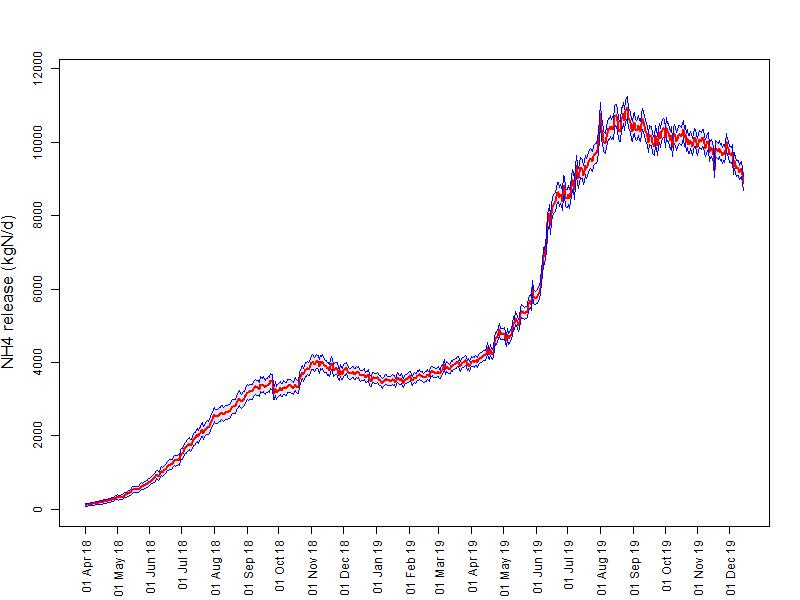 NH4 release (kgN/d)
12000
10000
8000
6000
4000
2000
0
01 Apr 18
01 May 18
01 Jun 18
01 Jul 18
01 Aug 18
01 Sep 18
01 Oct 18
01 Nov 18
01 Dec 18
01 Jan 19
01 Feb 19
01 Mar 19
01 Apr 19
01 May 19
01 Jun 19
01 Jul 19
01 Aug 19
01 Sep 19
01 Oct 19
01 Nov 19
01 Dec 19